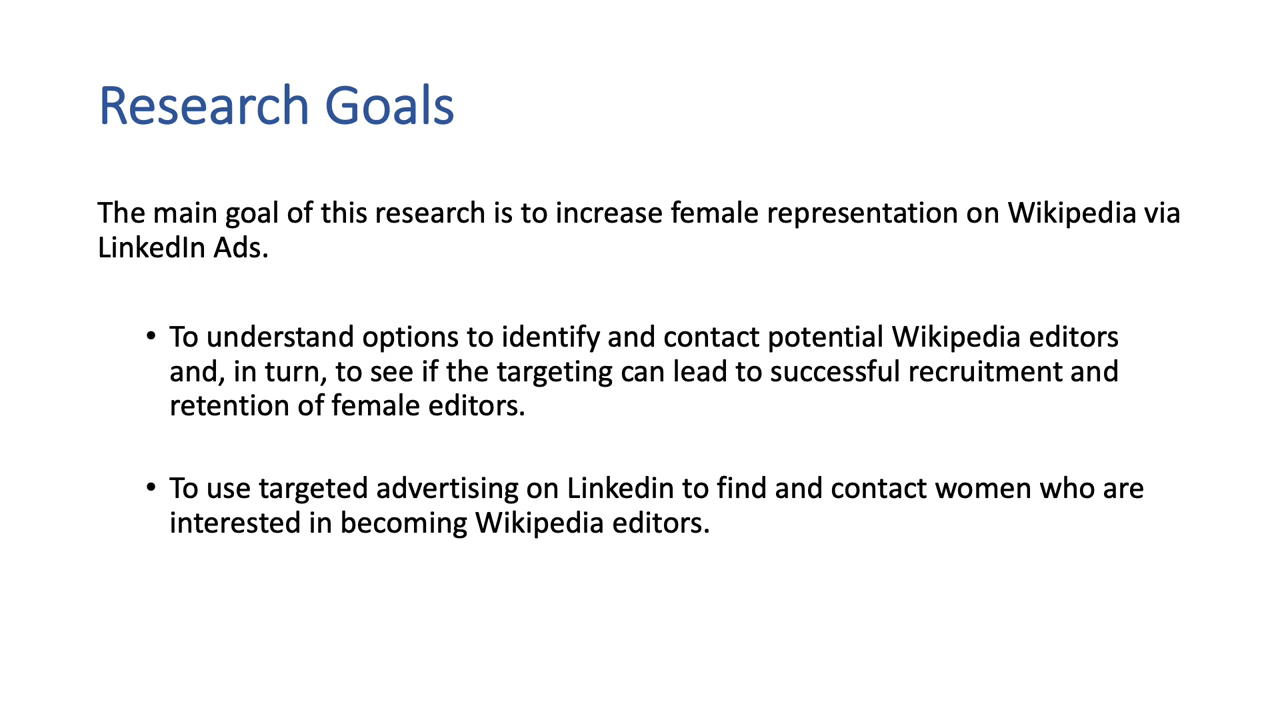 Research Goals
The main goal of this research is to increase female representation on Wikipedia via
LinkedIn Ads.
• To understand options to identify and contact potential Wikipedia editors
and, in turn, to see if the targeting can lead to successful recruitment and
retention of female editors.
• To use targeted advertising on Linkedin to find and contact women who are
interested in becoming Wikipedia editors.